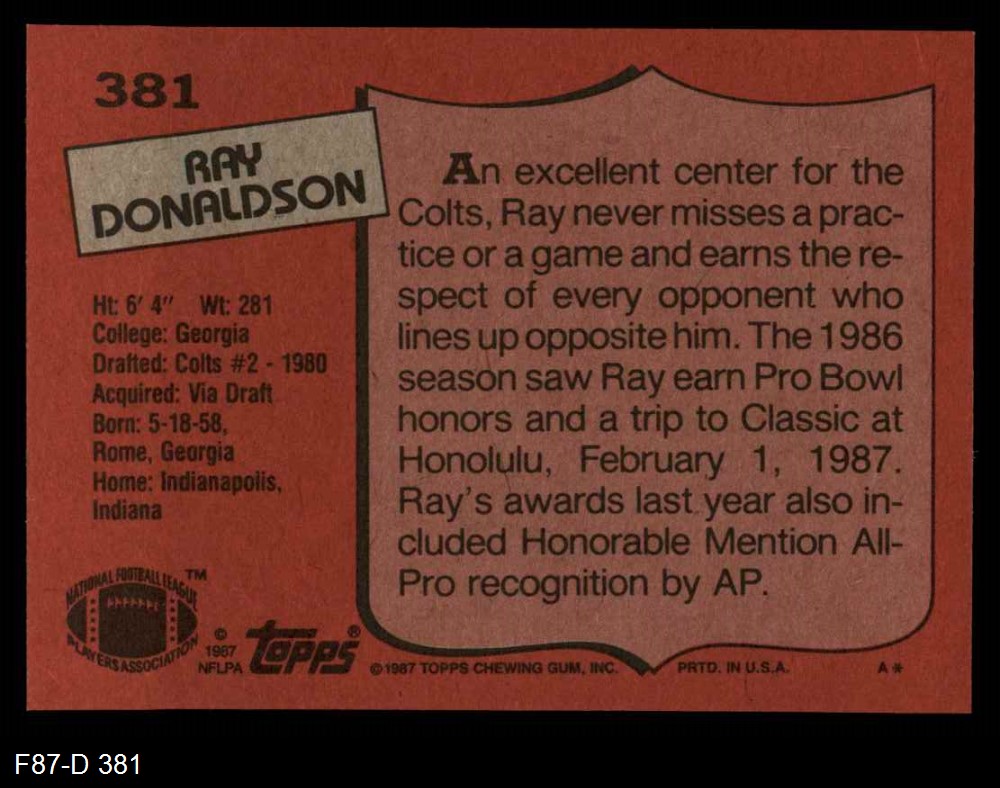 381
RAY
DONALDSON
Ht: 6' 4" Wt: 281
College: Georgia
Drafted: Colts #2 - 1980
Acquired: Via Draft
Born: 5-18-58,
Rome, Georgia
Home: Indianapolis,
Indiana
NATIONAL FOOTBALL LEAGUE
PLAYERS ASSOCIATION
TM
©
1987
NFLPA
topps®
An excellent center for the
Colts, Ray never misses a prac-
tice or a game and earns the re-
spect of every opponent who
lines up opposite him. The 1986
season saw Ray earn Pro Bowl
honors and a trip to Classic at
Honolulu, February 1, 1987.
Ray's awards last year also in-
cluded Honorable Mention All-
Pro recognition by AP.
© 1987 TOPPS CHEWING GUM, INC. PRTD. IN U.S.A. A*
F87-D 381